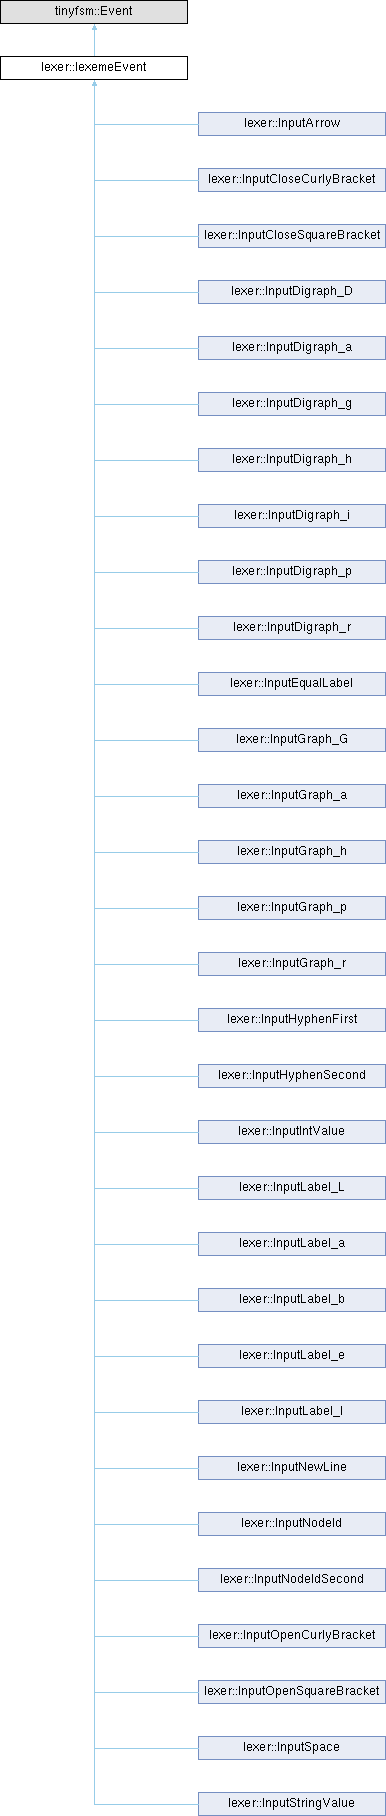 tinyfsm::Event
lexer::lexemeEvent
lexer::InputArrow
lexer::InputCloseCurlyBracket
lexer::InputCloseSquareBracket
lexer::InputDigraph_D
lexer::InputDigraph_a
lexer::InputDigraph_g
lexer::InputDigraph_h
lexer::InputDigraph_i
lexer::InputDigraph_p
lexer::InputDigraph_r
lexer::InputEqualLabel
lexer::InputGraph_G
lexer::InputGraph_a
lexer::InputGraph_h
lexer::InputGraph_p
lexer::InputGraph_r
lexer::InputHyphenFirst
lexer::InputHyphenSecond
lexer::InputIntValue
lexer::InputLabel_L
lexer::InputLabel_a
lexer::InputLabel_b
lexer::InputLabel_e
lexer::InputLabel_l
lexer::InputNewLine
lexer::InputNodeId
lexer::InputNodeIdSecond
lexer::InputOpenCurlyBracket
lexer::InputOpenSquareBracket
lexer::InputSpace
lexer::InputStringValue